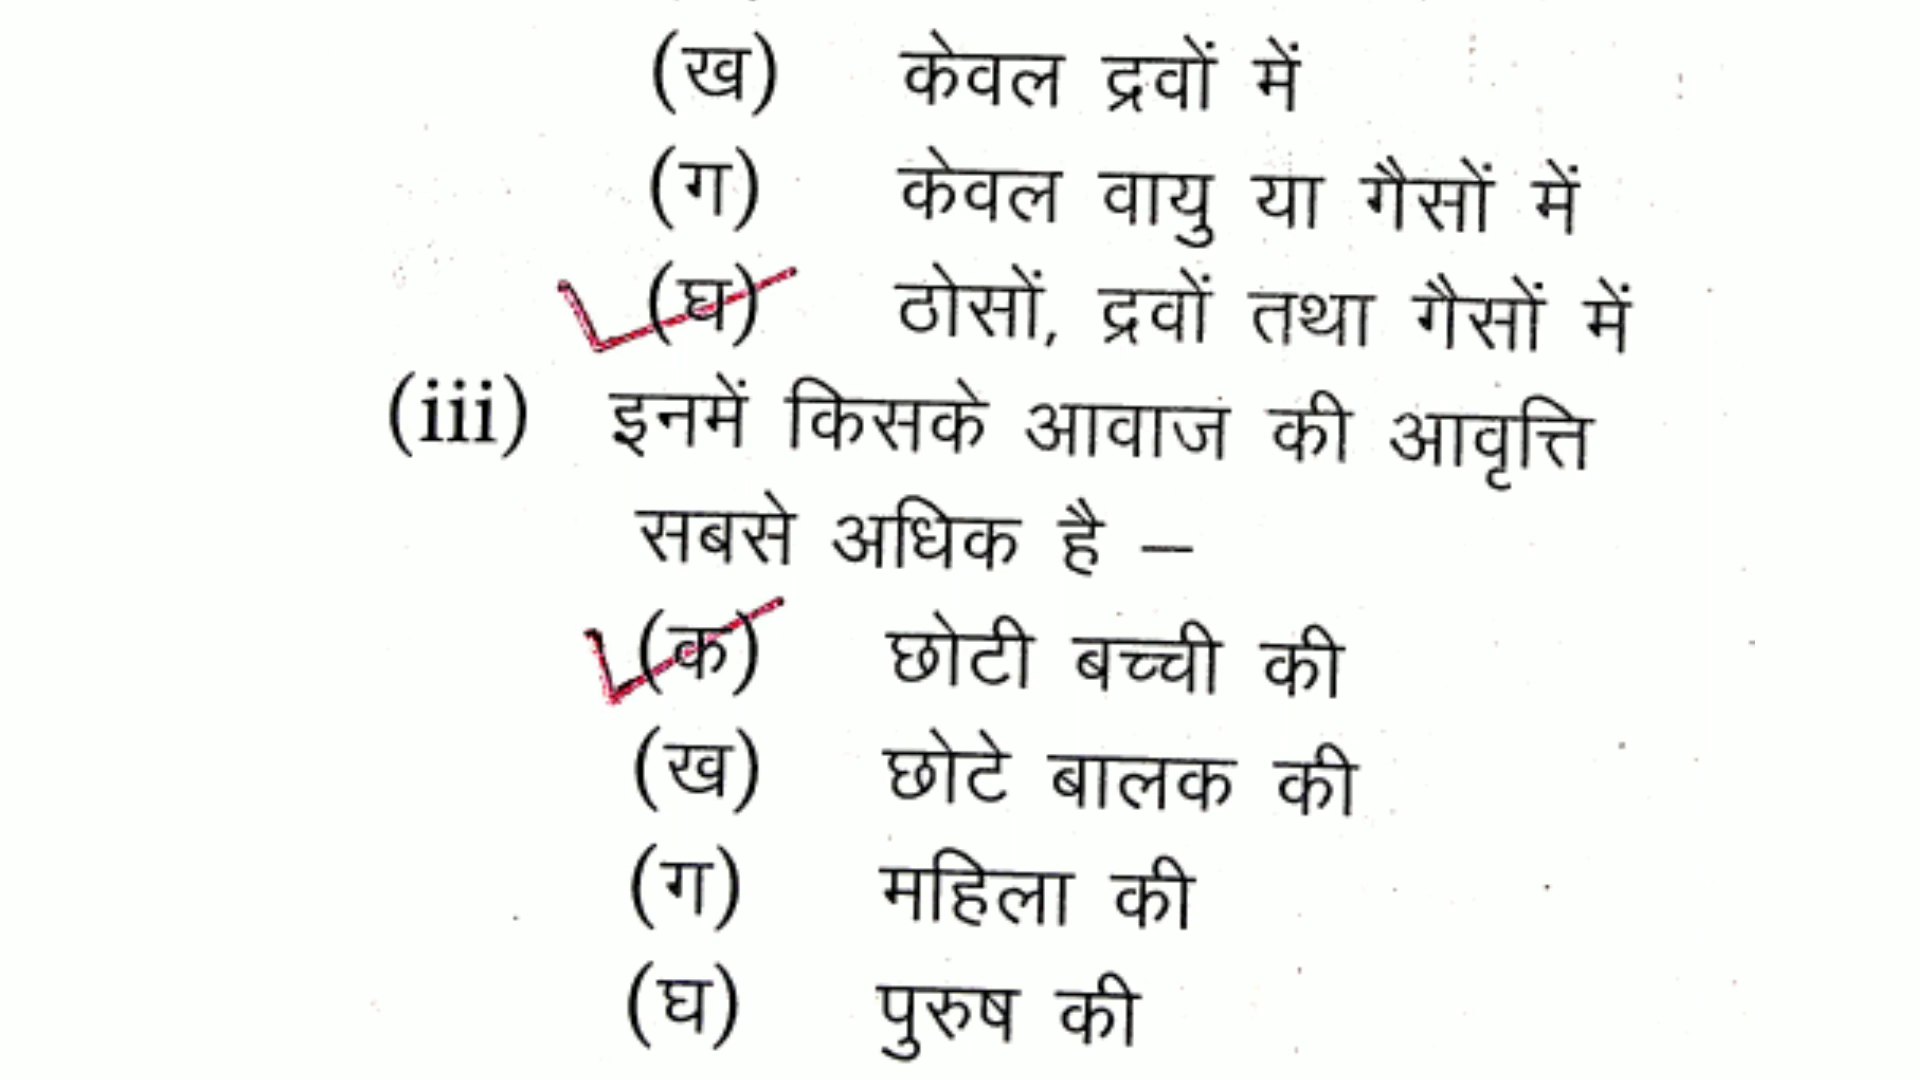 (ख) केवल द्रवों में
(ग) केवल वायु या गैसों में
(घ) ठोसों, द्रवों तथा गैसों में
(iii) इनमें किसके आवाज की आवृत्ति
सबसे अधिक है –
(क) छोटी बच्ची की
(ख) छोटे बालक की
(ग) महिला की
(घ) पुरुष की